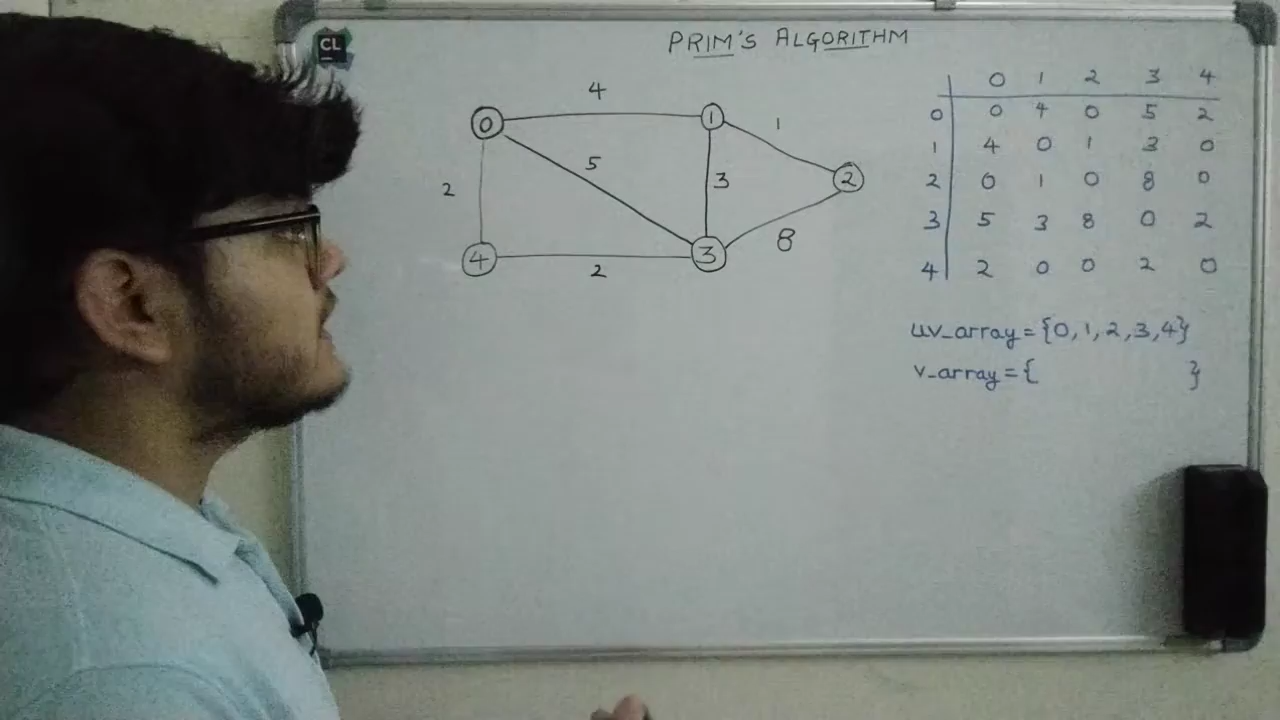 CL
PRIM'S ALGORITHM
4
0
1
1
5
2
3
2
8
4
3
2
0 1 2 3 4
0 0 4 0 5 2
1 4 0 1 3 0
2 0 1 0 8 0
3 5 3 8 0 2
4 2 0 0 2 0
uv_array={0,1,2,3,4}
v_array={ }